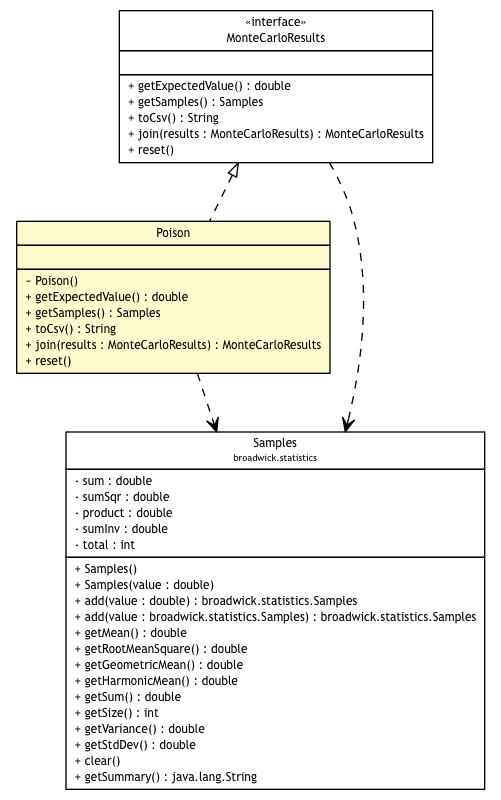 «interface»
MonteCarloResults
+ getExpectedValue() : double
+ getSamples() : Samples
+ toCsv() : String
+ join(results : MonteCarloResults) : MonteCarloResults
+ reset()
Poison
~ Poison()
+ getExpectedValue() : double
+ getSamples() : Samples
+ toCsv() : String
+ join(results : MonteCarloResults) : MonteCarloResults
+ reset()
Samples
broadwick.statistics
- sum : double
- sumSqr : double
- product : double
- sumInv : double
- total : int
+ Samples()
+ Samples(value : double)
+ add(value : double) : broadwick.statistics.Samples
+ add(value : broadwick.statistics.Samples) : broadwick.statistics.Samples
+ getMean() : double
+ getRootMeanSquare() : double
+ getGeometricMean() : double
+ getHarmonicMean() : double
+ getSum() : double
+ getSize() : int
+ getVariance() : double
+ getStdDev() : double
+ clear()
+ getSummary() : java.lang.String